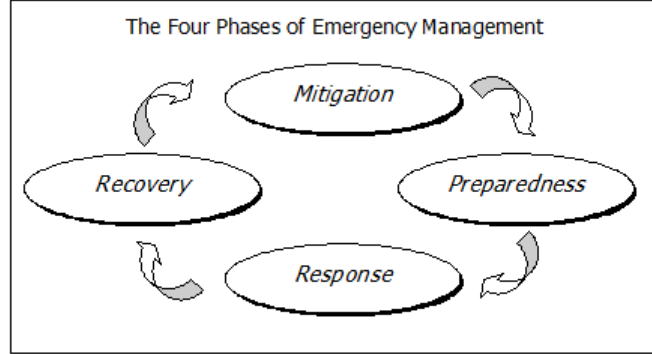 The Four Phases of Emergency Management
Mitigation
Recovery
Preparedness
Response